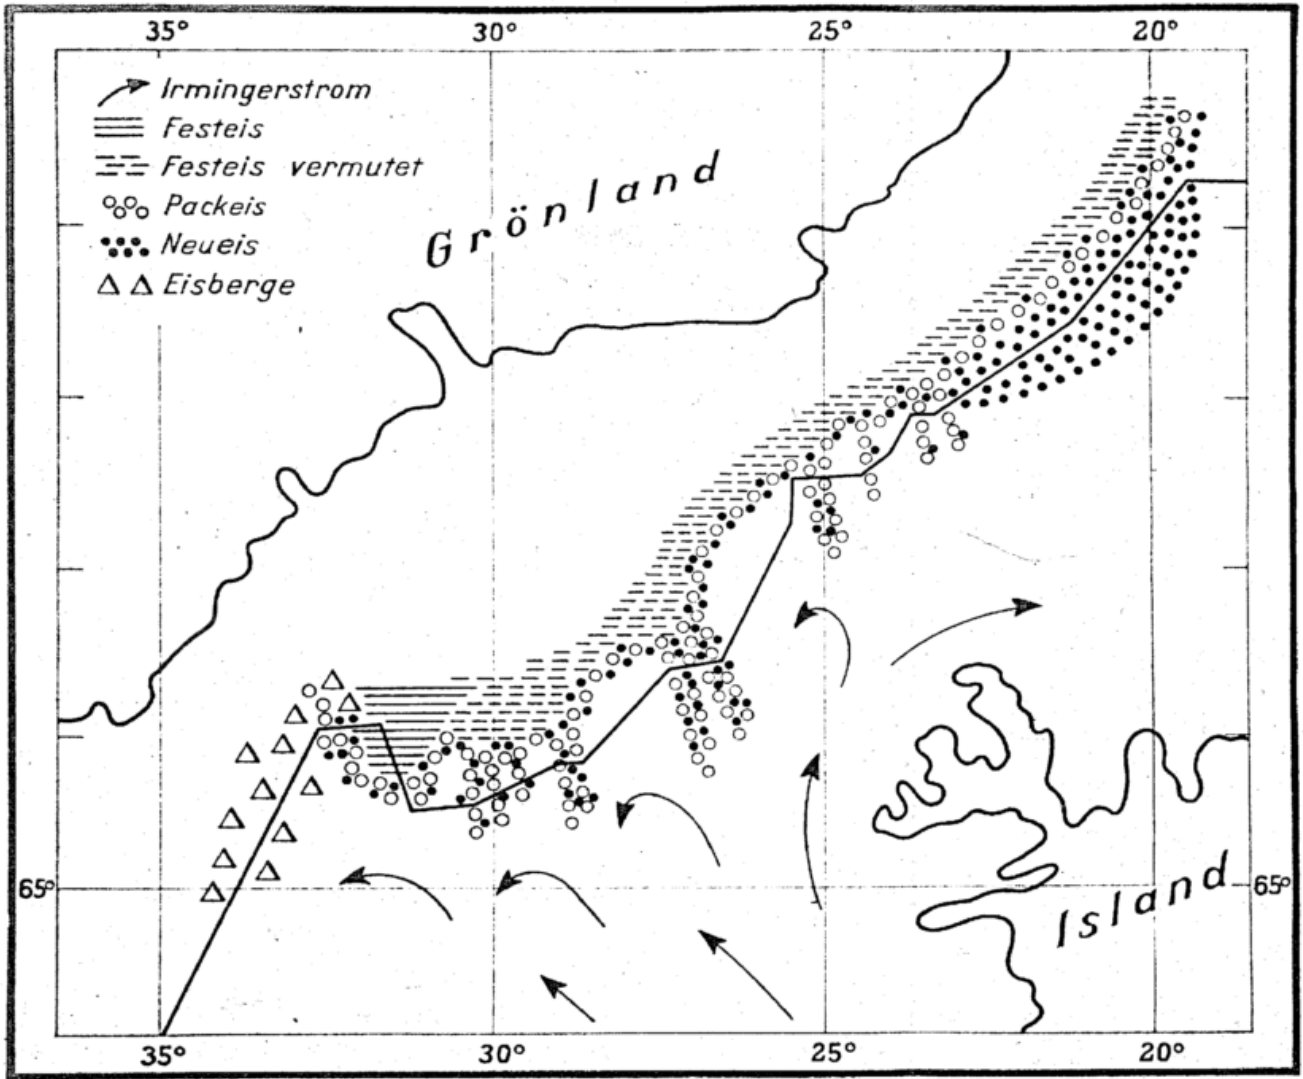 35° 30° 25° 20°
Irmingerstrom
Festeis
Festeis vermutet
Packeis
Neueis
Eisberge
Grönland
65° 65°
Island
35° 30° 25° 20°